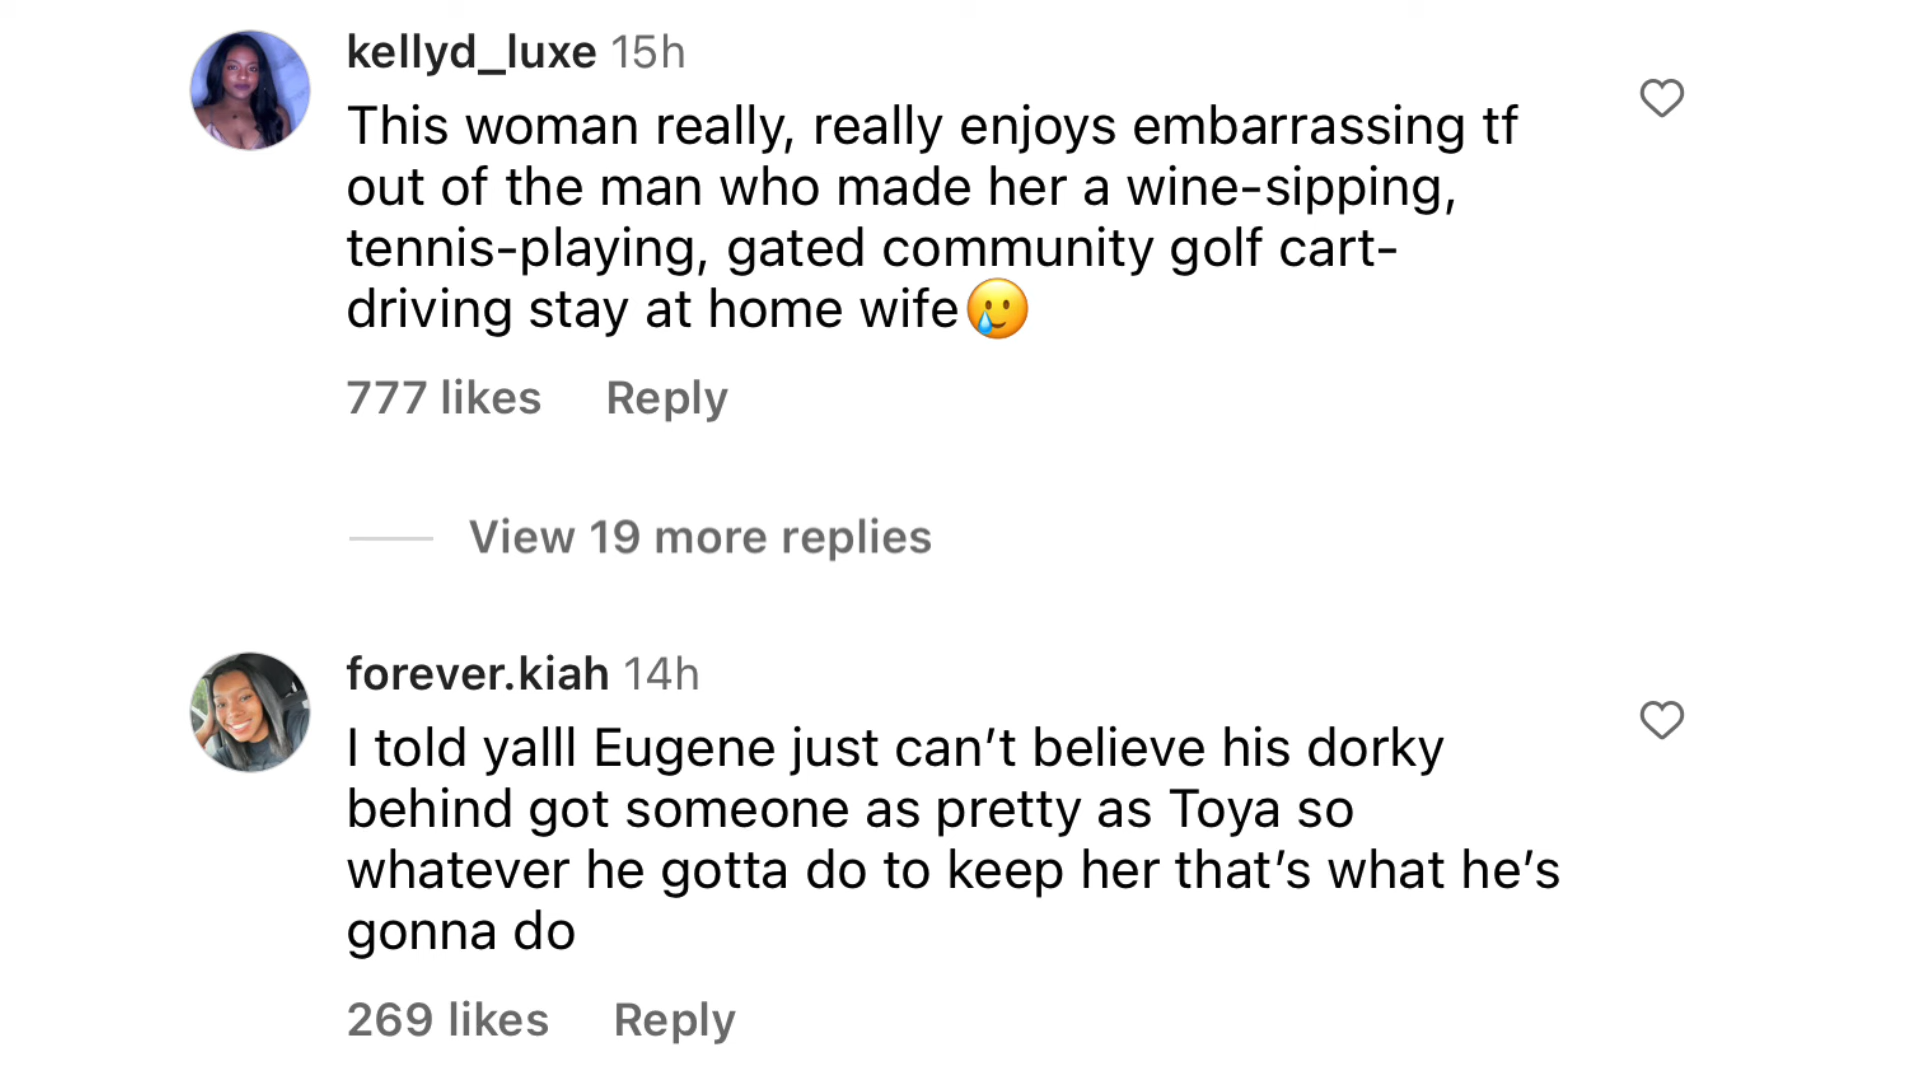 kellyd_luxe 15h
This woman really, really enjoys embarrassing tf
out of the man who made her a wine-sipping,
tennis-playing, gated community golf cart-
driving stay at home wife🥲
777 likes Reply
View 19 more replies
forever.kiah 14h
I told yalll Eugene just can’t believe his dorky
behind got someone as pretty as Toya so
whatever he gotta do to keep her that’s what he’s
gonna do
269 likes Reply